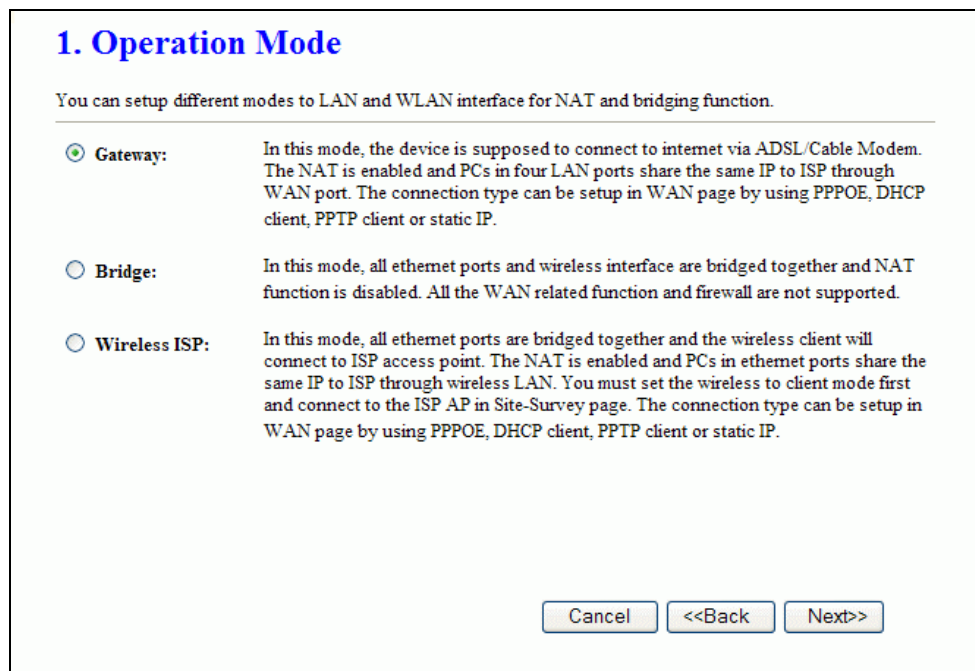 1. Operation Mode
You can setup different modes to LAN and WLAN interface for NAT and bridging function.
Gateway:
In this mode, the device is supposed to connect to internet via ADSL/Cable Modem.
The NAT is enabled and PCs in four LAN ports share the same IP to ISP through
WAN port. The connection type can be setup in WAN page by using PPPOE, DHCP
client, PPTP client or static IP.
Bridge:
In this mode, all ethernet ports and wireless interface are bridged together and NAT
function is disabled. All the WAN related function and firewall are not supported.
Wireless ISP:
In this mode, all ethernet ports are bridged together and the wireless client will
connect to ISP access point. The NAT is enabled and PCs in ethernet ports share the
same IP to ISP through wireless LAN. You must set the wireless to client mode first
and connect to the ISP AP in Site-Survey page. The connection type can be setup in
WAN page by using PPPOE, DHCP client, PPTP client or static IP.
Cancel
<<Back
Next>>